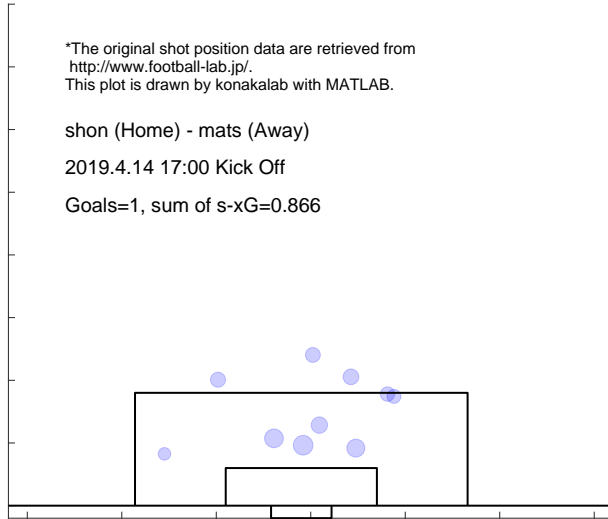 *The original shot position data are retrieved from
http://www.football-lab.jp/.
This plot is drawn by konakalab with MATLAB.
shon (Home) - mats (Away)
2019.4.14 17:00 Kick Off
Goals=1, sum of s-xG=0.866